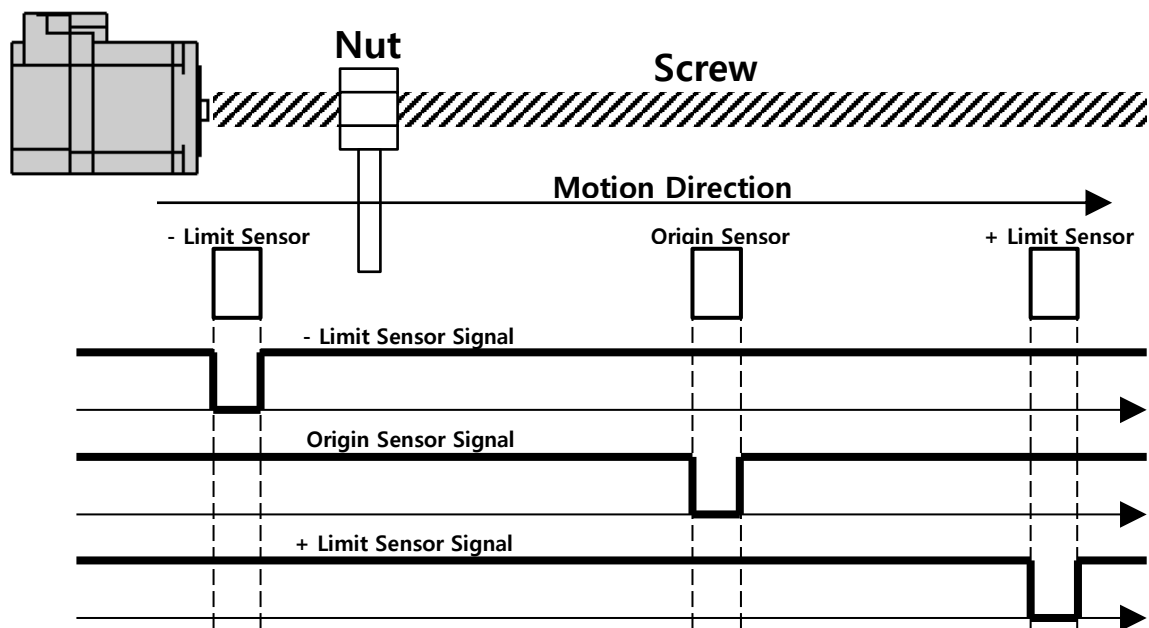 Nut
Screw
Motion Direction
- Limit Sensor
Origin Sensor
+ Limit Sensor
- Limit Sensor Signal
Origin Sensor Signal
+ Limit Sensor Signal